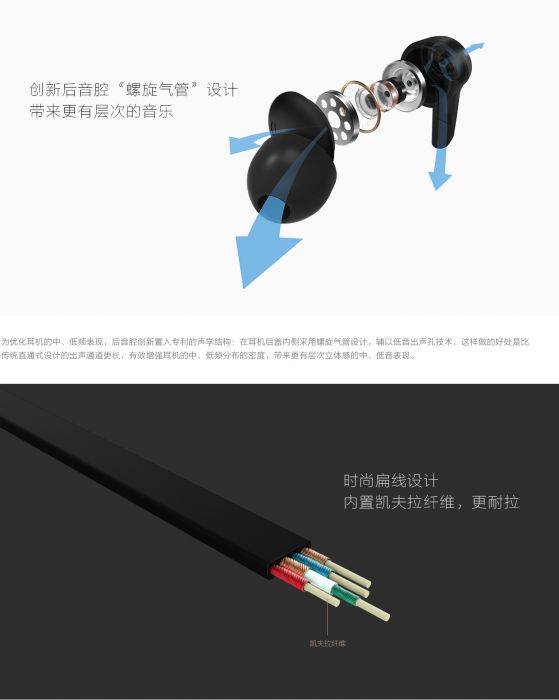 创新后音腔“螺旋气管”设计
带来更有层次的音乐
为优化耳机的中、低频表现，后音腔创新置入专利的声学结构：在耳机后盖内侧采用螺旋气管设计，辅以低音出声孔技术，这样做的好处是比
传统直通式设计的出声通道更长，有效增强耳机的中、低频分布的密度，带来更有层次立体感的中、低音表现。
时尚扁线设计
内置凯夫拉纤维，更耐拉
凯夫拉纤维